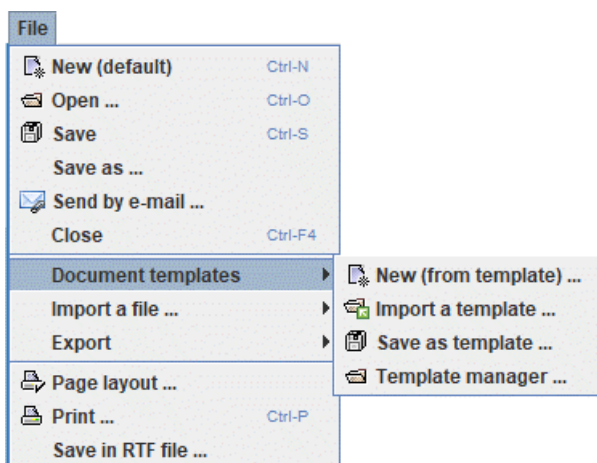 File
New (default) Ctrl-N
Open ... Ctrl-O
Save Ctrl-S
Save as ...
Send by e-mail ...
Close Ctrl-F4
Document templates
Import a file ...
Export
Page layout ...
Print ... Ctrl-P
Save in RTF file ...
New (from template) ...
Import a template ...
Save as template ...
Template manager ...